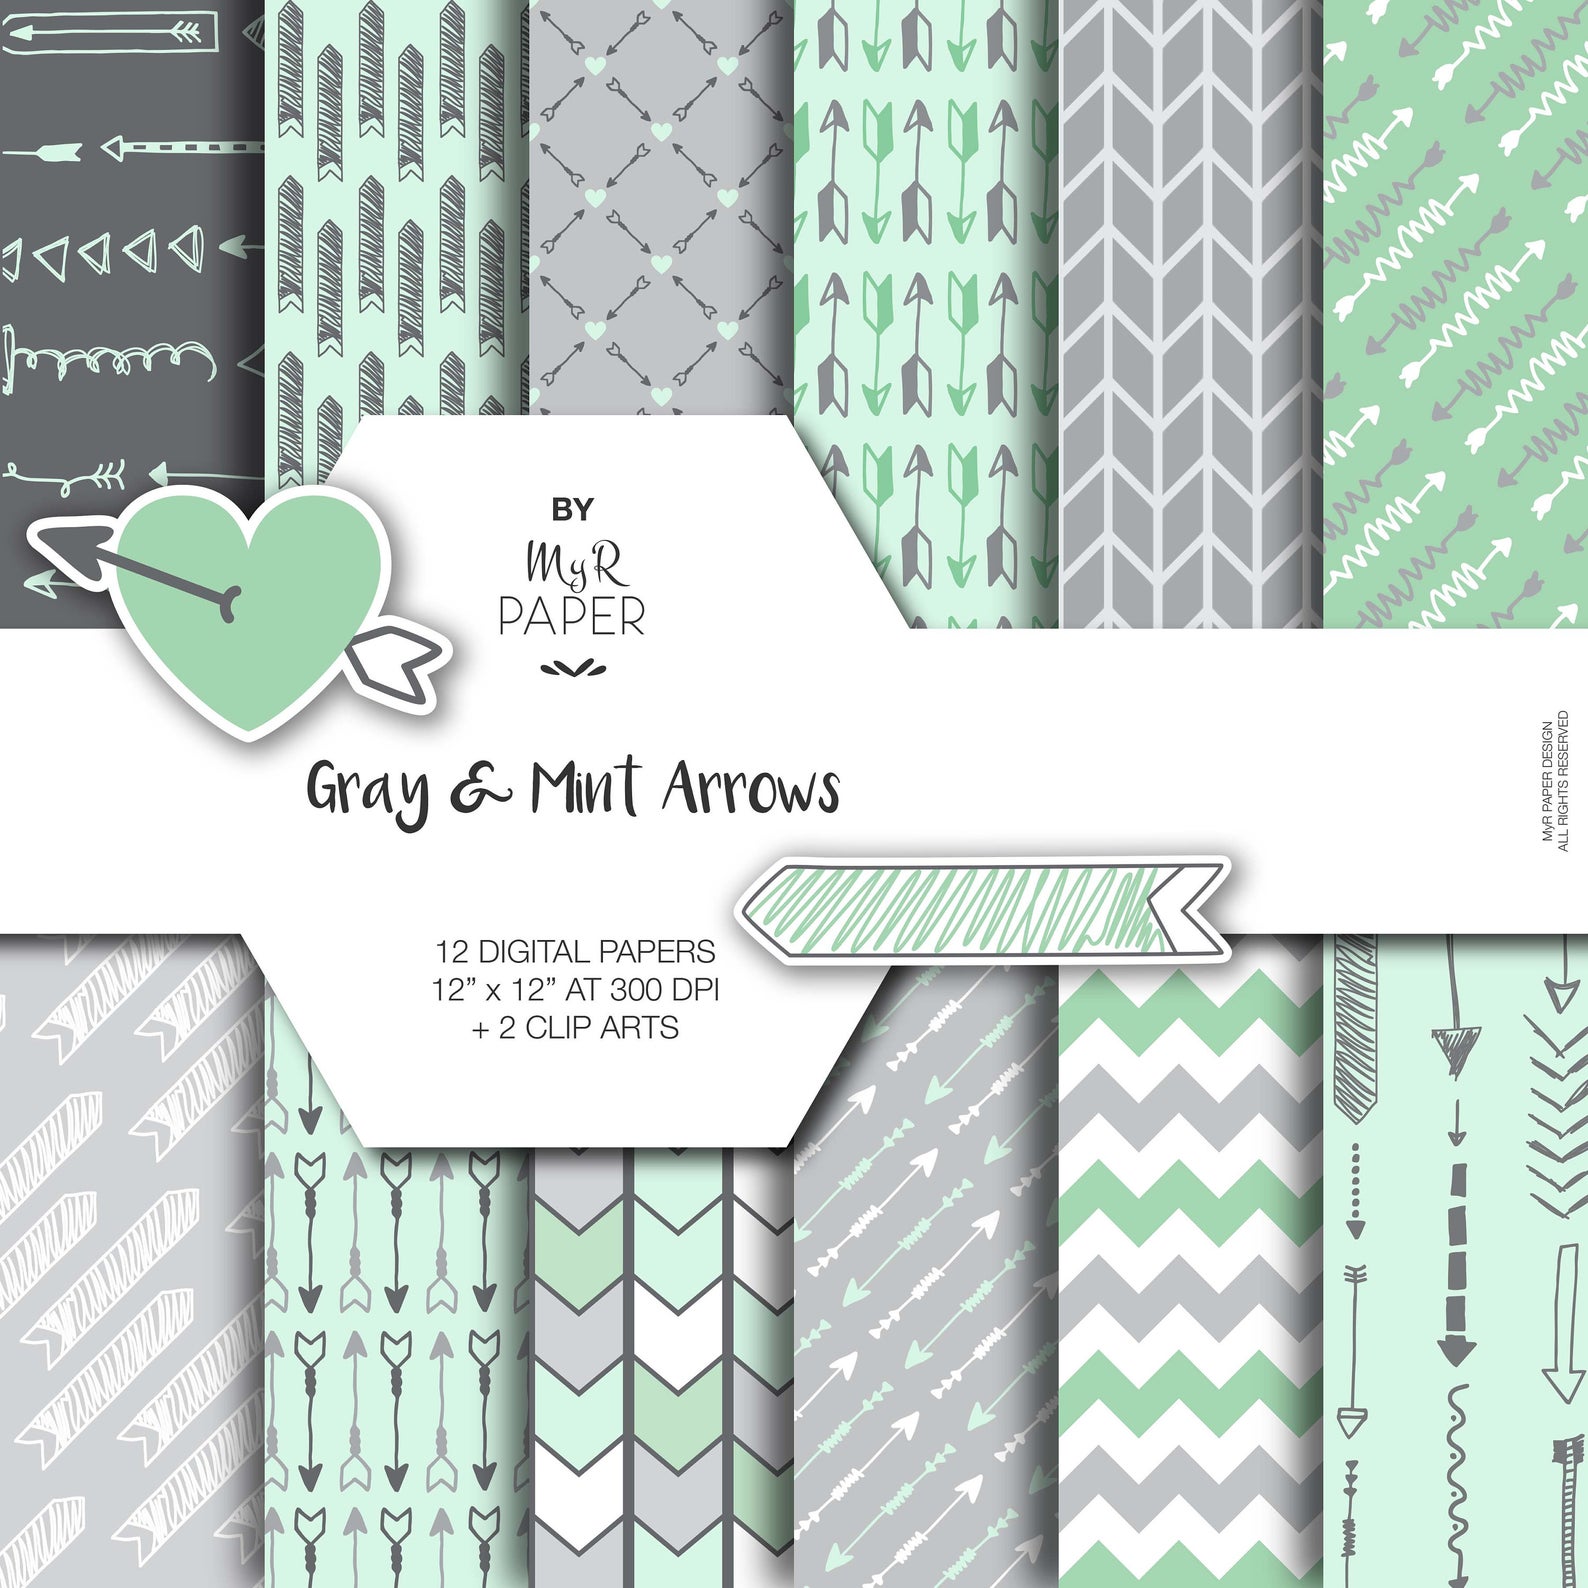 BY
MyR
PAPER
Gray & Mint Arrows
12 DIGITAL PAPERS
12” x 12” AT 300 DPI
+ 2 CLIP ARTS
MyR PAPER DESIGN
ALL RIGHTS RESERVED